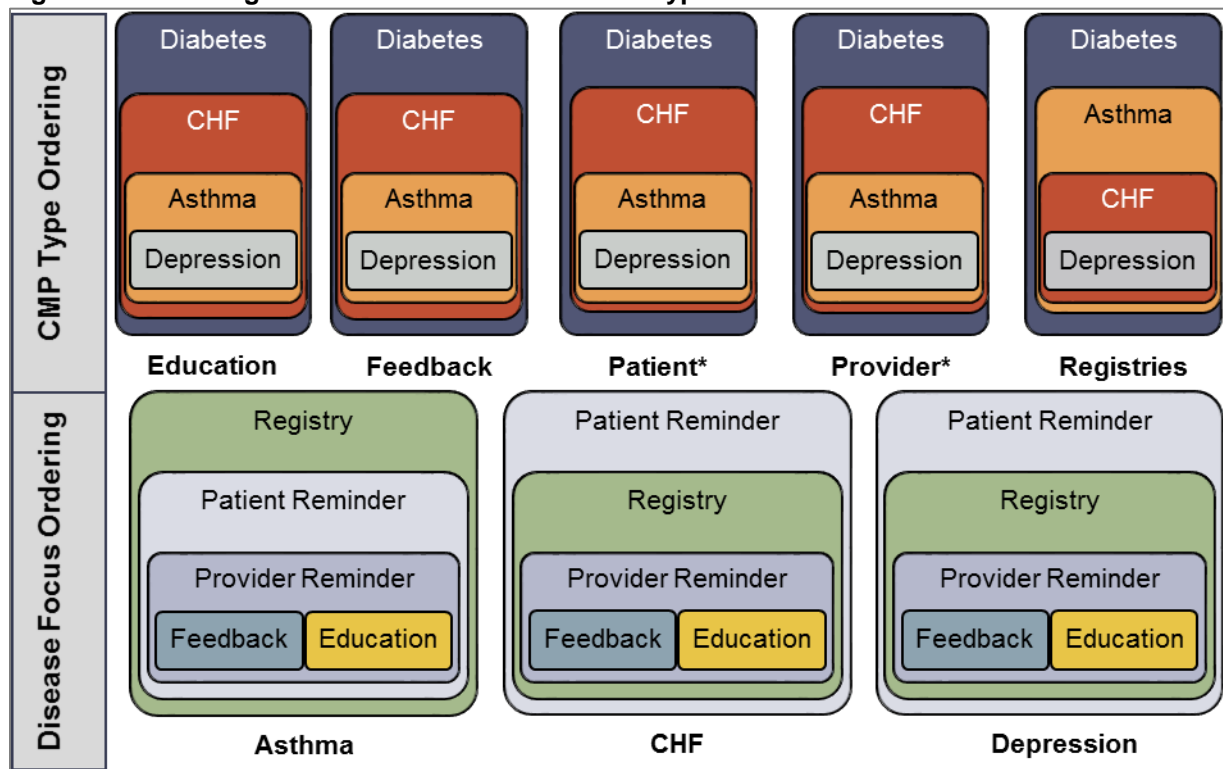 CMP Type Ordering
Diabetes Diabetes Diabetes Diabetes Diabetes
CHF CHF CHF CHF Asthma
Asthma Asthma Asthma Asthma CHF
Depression Depression Depression Depression Depression
Education Feedback Patient* Provider* Registries
Disease Focus Ordering
Registry Patient Reminder Patient Reminder
Patient Reminder Registry Registry
Provider Reminder Provider Reminder Provider Reminder
Feedback Education Feedback Education Feedback Education
Asthma CHF Depression